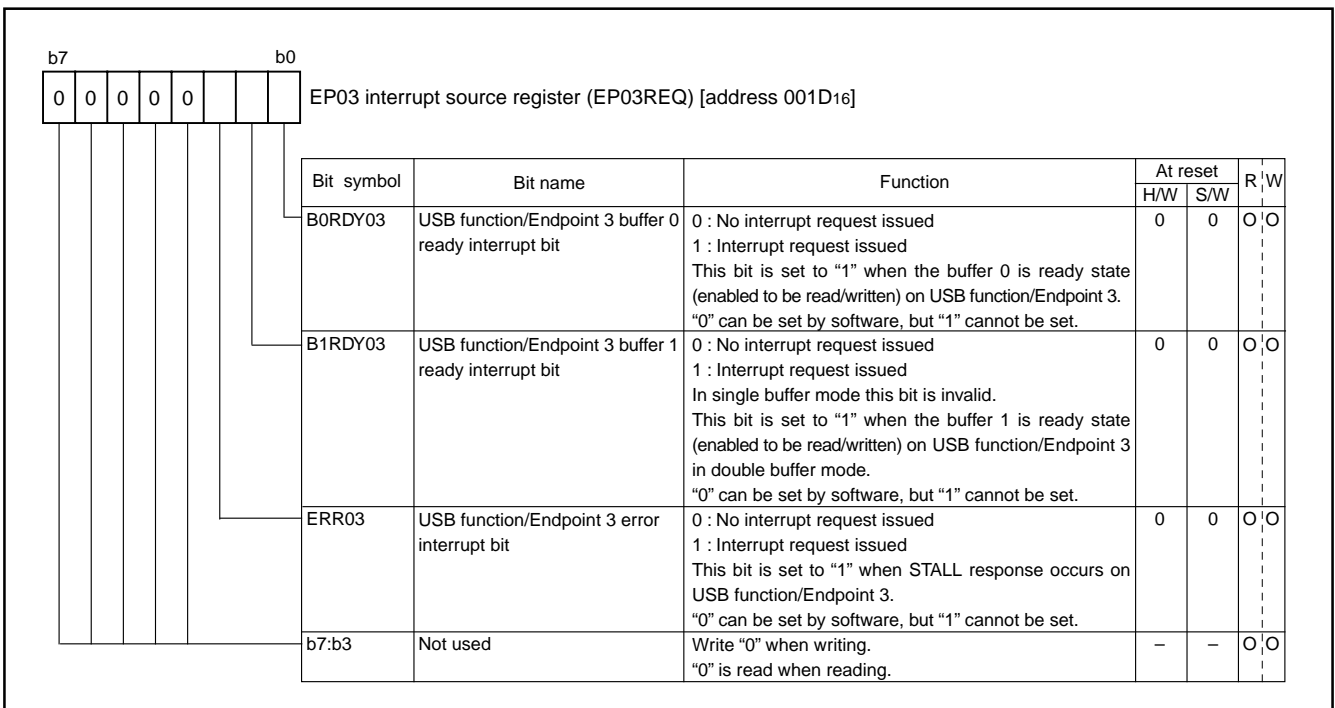 b7 b0
0 0 0 0 0 EP03 interrupt source register (EP03REQ) [address 001D16]
Bit symbol Bit name Function At reset R W
H/W S/W
B0RDY03 USB function/Endpoint 3 buffer 0 0 : No interrupt request issued 0 0 O O
ready interrupt bit 1 : Interrupt request issued
This bit is set to “1” when the buffer 0 is ready state
(enabled to be read/written) on USB function/Endpoint 3.
“0” can be set by software, but “1” cannot be set.
B1RDY03 USB function/Endpoint 3 buffer 1 0 : No interrupt request issued 0 0 O O
ready interrupt bit 1 : Interrupt request issued
In single buffer mode this bit is invalid.
This bit is set to “1” when the buffer 1 is ready state
(enabled to be read/written) on USB function/Endpoint 3
in double buffer mode.
“0” can be set by software, but “1” cannot be set.
ERR03 USB function/Endpoint 3 error 0 : No interrupt request issued 0 0 O O
interrupt bit 1 : Interrupt request issued
This bit is set to “1” when STALL response occurs on
USB function/Endpoint 3.
“0” can be set by software, but “1” cannot be set.
b7:b3 Not used Write “0” when writing. – – O O
“0” is read when reading.